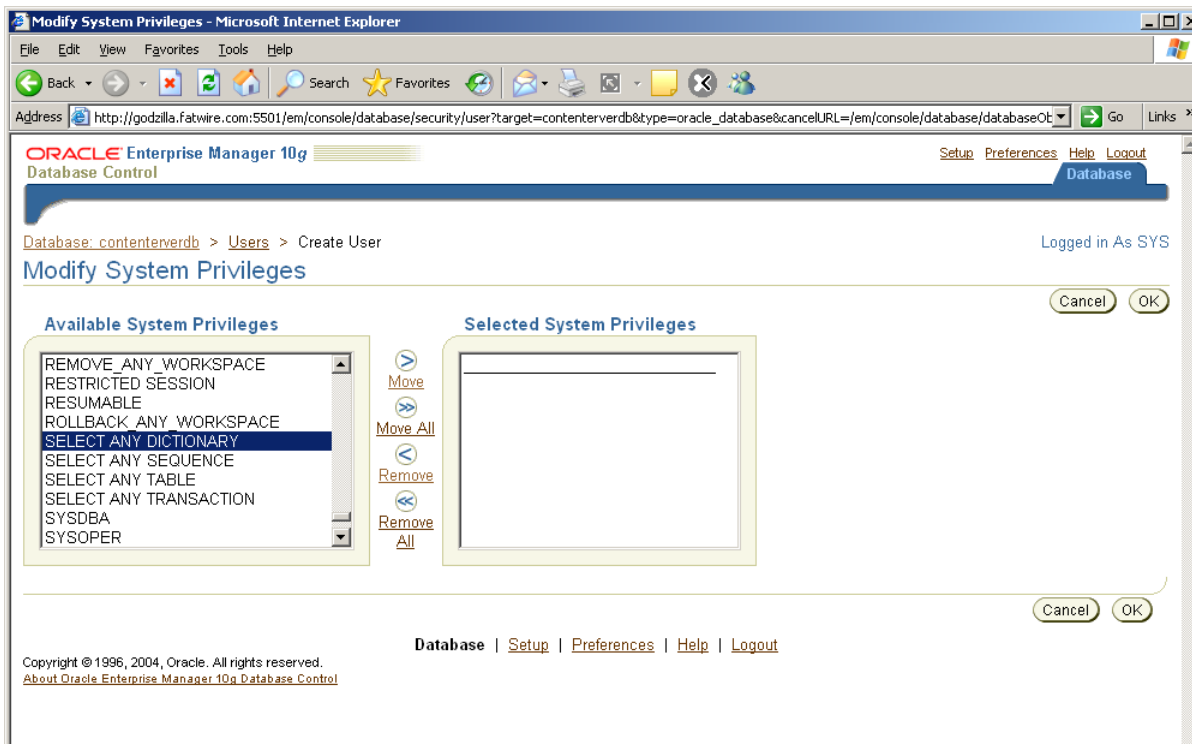 Modify System Privileges - Microsoft Internet Explorer
File Edit View Favorites Tools Help
Back Search Favorites
Address http://godzilla.fatwire.com:5501/em/console/database/security/user?target=contenterverdb&type=oracle_database&cancelURL=/em/console/database/databaseOb Go Links »
ORACLE Enterprise Manager 10g
Database Control
Setup Preferences Help Logout
Database
Database: contenterverdb > Users > Create User
Logged in As SYS
Modify System Privileges
Cancel OK
Available System Privileges
REMOVE_ANY_WORKSPACE
RESTRICTED SESSION
RESUMABLE
ROLLBACK_ANY_WORKSPACE
SELECT ANY DICTIONARY
SELECT ANY SEQUENCE
SELECT ANY TABLE
SELECT ANY TRANSACTION
SYSDBA
SYSOPER
Move
Move All
Remove
Remove
All
Selected System Privileges
Cancel OK
Database | Setup | Preferences | Help | Logout
Copyright © 1996, 2004, Oracle. All rights reserved.
About Oracle Enterprise Manager 10g Database Control